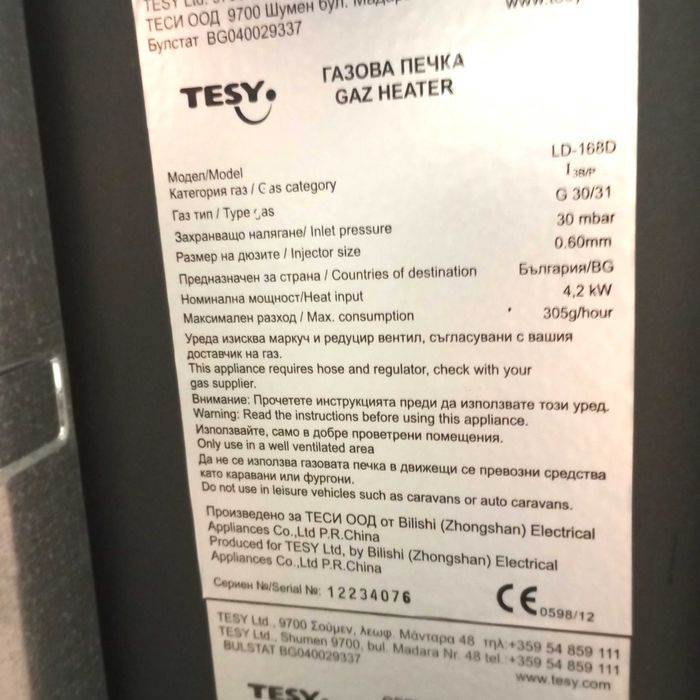 TESY Ltd.
ТЕСИ ООД 9700 Шумен бул.
Булстат BG040029337
TESY
ГАЗОВА ПЕЧКА
GAZ HEATER
Модел/Model LD-168D
Категория газ / Gas category I 3B/P
Газ тип / Type gas G 30/31
Захранващо налягане/ Inlet pressure 30 mbar
Размер на дюзите / Injector size 0.60mm
Предназначен за страна / Countries of destination България/BG
Номинална мощност/Heat input 4,2 kW
Максимален разход / Max. consumption 305g/hour
Уреда изисква маркуч и редуцир вентил, съгласувани с вашия
доставчик на газ.
This appliance requires hose and regulator, check with your
gas supplier.
Внимание: Прочетете инструкцията преди да използвате този уред.
Warning: Read the instructions before using this appliance.
Използвайте, само в добре проветрени помещения.
Only use in a well ventilated area
Да не се използва газовата печка в движещи се превозни средства
като каравани или фургони.
Do not use in leisure vehicles such as caravans or auto caravans.
Произведено за ТЕСИ ООД от Bilishi (Zhongshan) Electrical
Appliances Co.,Ltd P.R.China
Produced for TESY Ltd, by Bilishi (Zhongshan) Electrical
Appliances Co.,Ltd P.R.China
Сериен №/Serial №: 12234076
CE 0598/12
TESY Ltd., 9700 Σούμεν, λεωφ. Μάνταρα 48 τηλ:+359 54 859 111
TESY Ltd., Shumen 9700, bul. Madara Nr. 48 tel.:+359 54 859 111
BULSTAT BG040029337
www.tesy.com
TESY